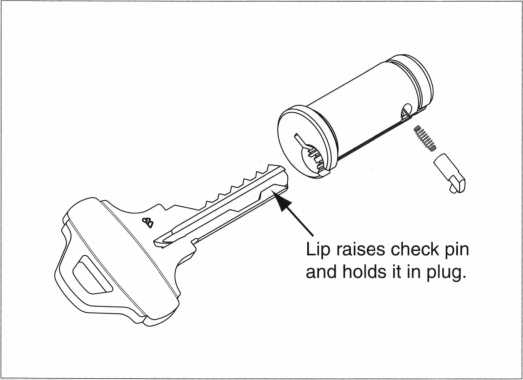 Lip raises check pin
and holds it in plug.